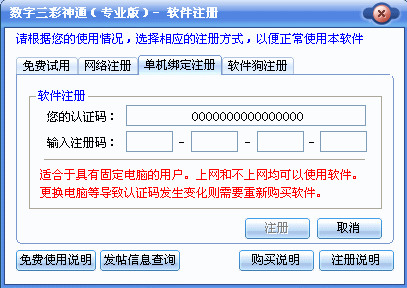 数字三彩神通（专业版）- 软件注册
请根据您的使用情况，选择相应的注册方式，以便正常使用本软件
免费试用 网络注册 单机绑定注册 软件狗注册
软件注册
您的认证码： 0000000000000000
输入注册码： - - -
适合于具有固定电脑的用户。上网和不上网均可以使用软件。
更换电脑等导致认证码发生变化则需要重新购买软件。
注册 取消
免费使用说明 发帖信息查询 购买说明 注册说明